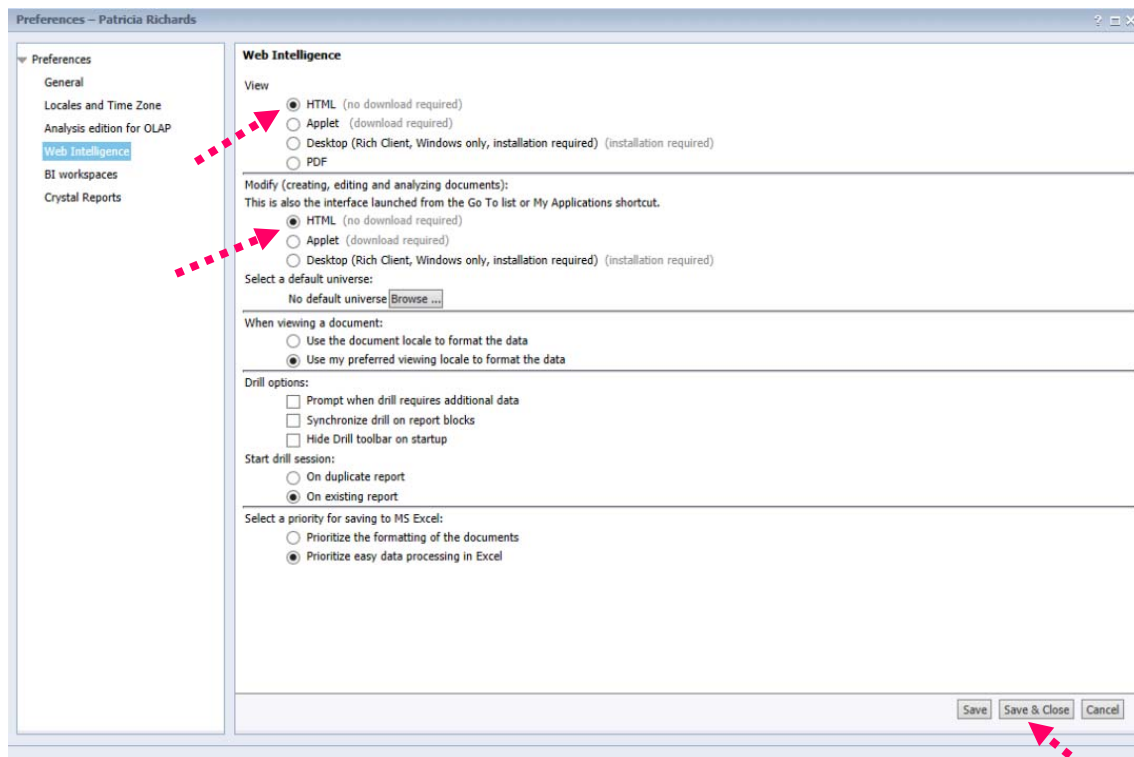 Preferences – Patricia Richards
Preferences
General
Locales and Time Zone
Analysis edition for OLAP
Web Intelligence
BI workspaces
Crystal Reports
Web Intelligence
View
HTML (no download required)
Applet (download required)
Desktop (Rich Client, Windows only, installation required) (installation required)
PDF
Modify (creating, editing and analyzing documents):
This is also the interface launched from the Go To list or My Applications shortcut.
HTML (no download required)
Applet (download required)
Desktop (Rich Client, Windows only, installation required) (installation required)
Select a default universe:
No default universe Browse ...
When viewing a document:
Use the document locale to format the data
Use my preferred viewing locale to format the data
Drill options:
Prompt when drill requires additional data
Synchronize drill on report blocks
Hide Drill toolbar on startup
Start drill session:
On duplicate report
On existing report
Select a priority for saving to MS Excel:
Prioritize the formatting of the documents
Prioritize easy data processing in Excel
Save Save & Close Cancel